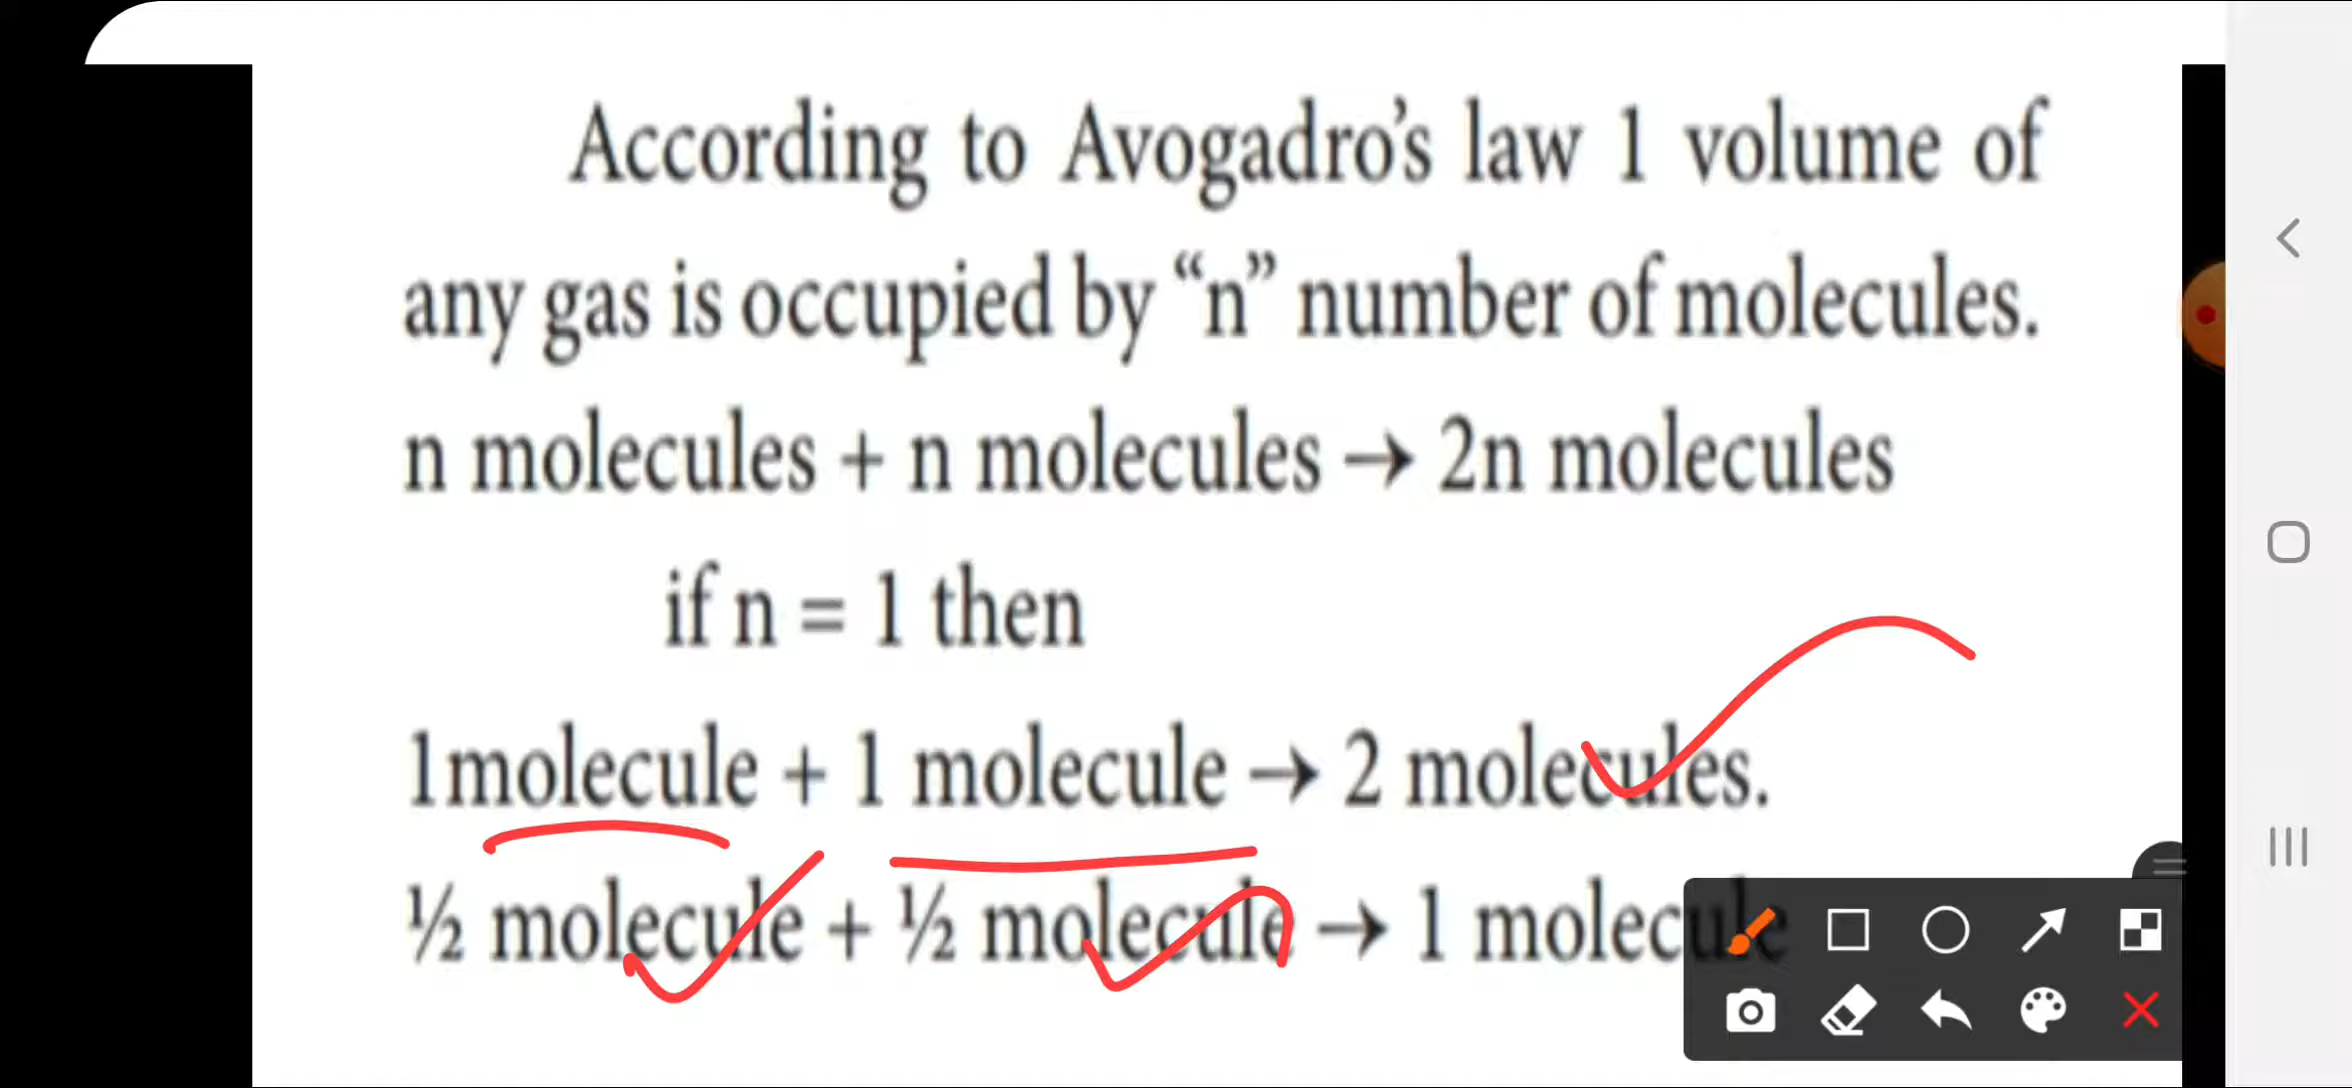 According to Avogadro's law 1 volume of
any gas is occupied by “n” number of molecules.
n molecules + n molecules → 2n molecules
if n = 1 then
1molecule + 1 molecule → 2 molecules.
½ molecule + ½ molecule → 1 molecule